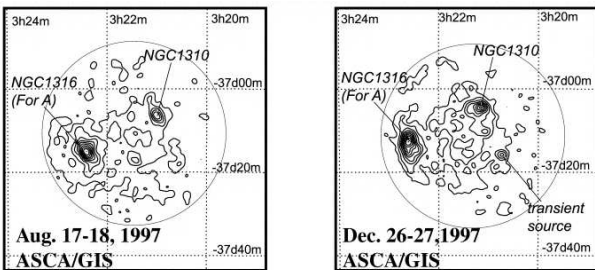 3h24m 3h22m 3h20m
NGC1310
-37d00m
NGC1316
(For A)
-37d20m
Aug. 17-18, 1997
ASCA/GIS
-37d40m
3h24m 3h22m 3h20m
NGC1310
NGC1316
(For A)
-37d00m
-37d20m
transient
source
Dec. 26-27,1997
ASCA/GIS
-37d40m